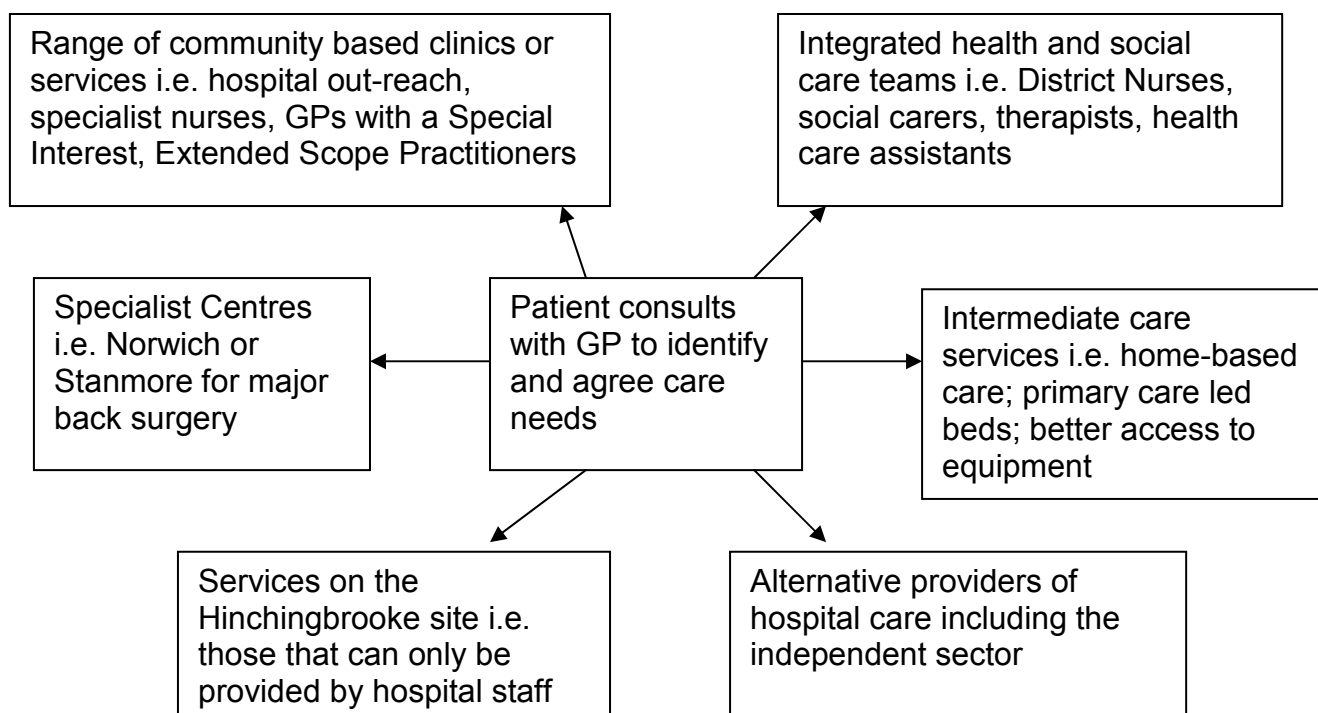 Range of community based clinics or
services i.e. hospital out-reach,
specialist nurses, GPs with a Special
Interest, Extended Scope Practitioners
Integrated health and social
care teams i.e. District Nurses,
social carers, therapists, health
care assistants
Specialist Centres
i.e. Norwich or
Stanmore for major
back surgery
Patient consults
with GP to identify
and agree care
needs
Intermediate care
services i.e. home-based
care; primary care led
beds; better access to
equipment
Services on the
Hinchingbrooke site i.e.
those that can only be
provided by hospital staff
Alternative providers of
hospital care including the
independent sector